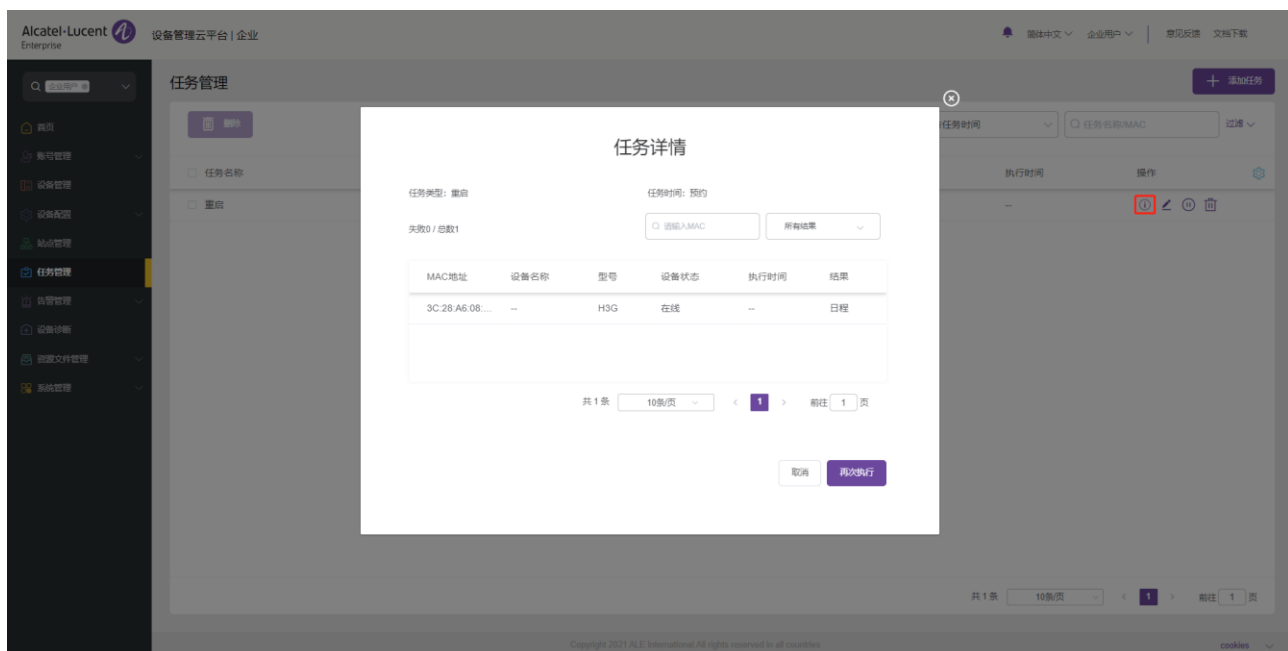 Alcatel-Lucent
Enterprise
设备管理云平台 | 企业
简体中文
企业用户
意见反馈
文档下载
企业用户
任务管理
添加任务
首页
账号管理
设备管理
设备配置
站点管理
任务管理
告警管理
设备诊断
资源文件管理
系统管理
删除
任务时间
任务名称/MAC
过滤
任务名称
执行时间
操作
重启
--
任务详情
任务类型: 重启
任务时间: 预约
失败0 / 总数1
请输入MAC
所有结果
MAC地址 设备名称 型号 设备状态 执行时间 结果
3C:28:A6:08:... -- H3G 在线 -- 日程
共 1 条 10条/页 1 前往 1 页
取消 再次执行
共 1 条 10条/页 1 前往 1 页
Copyright 2021 ALE International All rights reserved in all countries
cookies